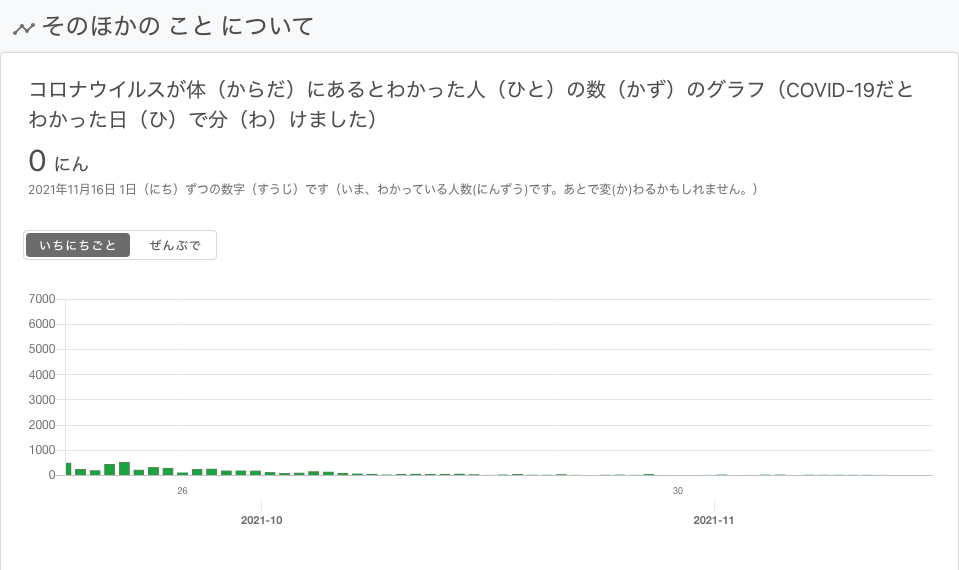 そのほかの こと について
コロナウイルスが体（からだ）にあるとわかった人（ひと）の数（かず）のグラフ（COVID-19だと
わかった日（ひ）で分（わ）けました）
0 にん
2021年11月16日 1日（にち）ずつの数字（すうじ）です（いま、わかっている人数(にんずう)です。あとで変(か)わるかもしれません。）
いちにちごと ぜんぶで
7000
6000
5000
4000
3000
2000
1000
0
26 30
2021-10 2021-11